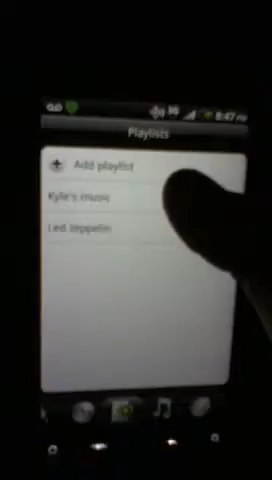 8:47 PM
Playlists
Add playlist
Kyle's music
Led zeppelin